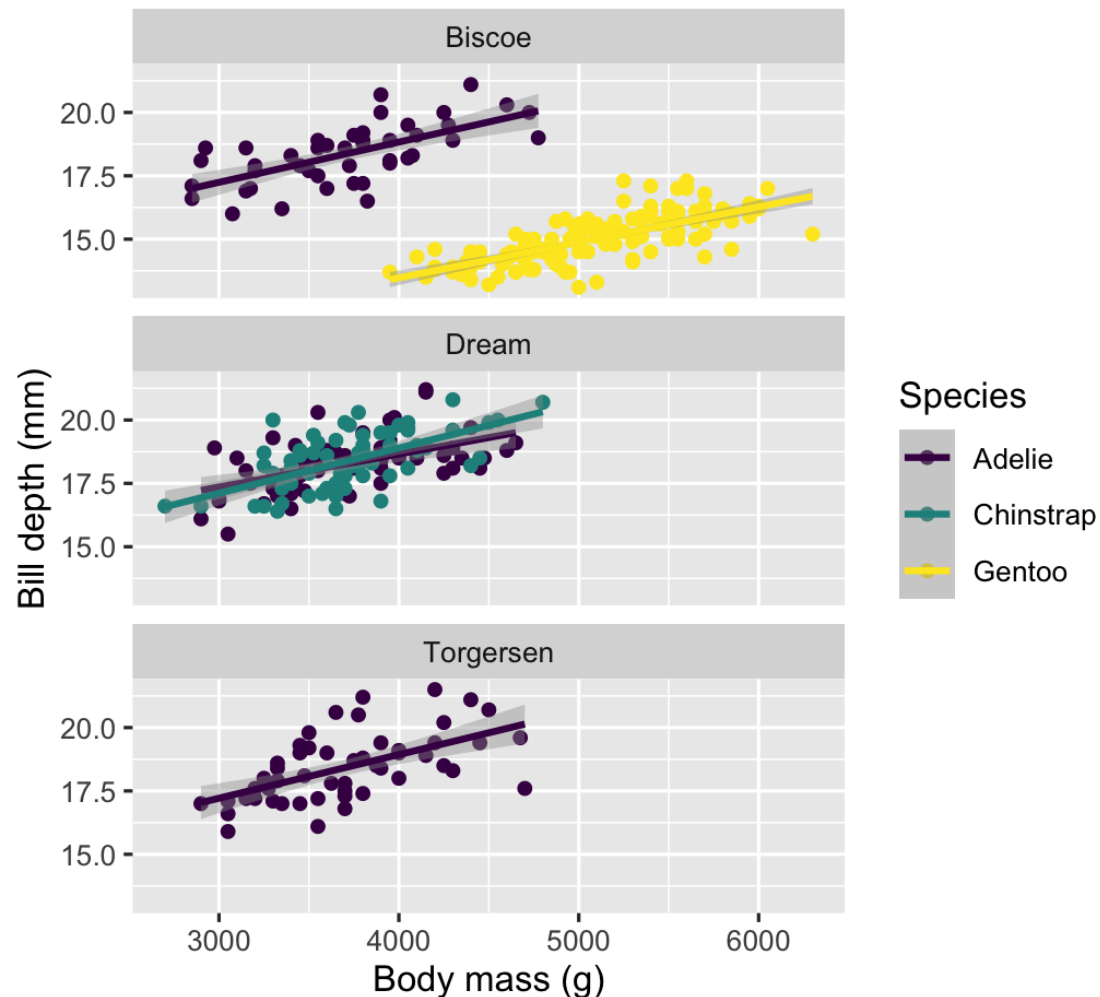 Biscoe
20.0
17.5
15.0
Dream
20.0
17.5
15.0
Torgersen
20.0
17.5
15.0
3000 4000 5000 6000
Body mass (g)
Bill depth (mm)
Species
Adelie
Chinstrap
Gentoo